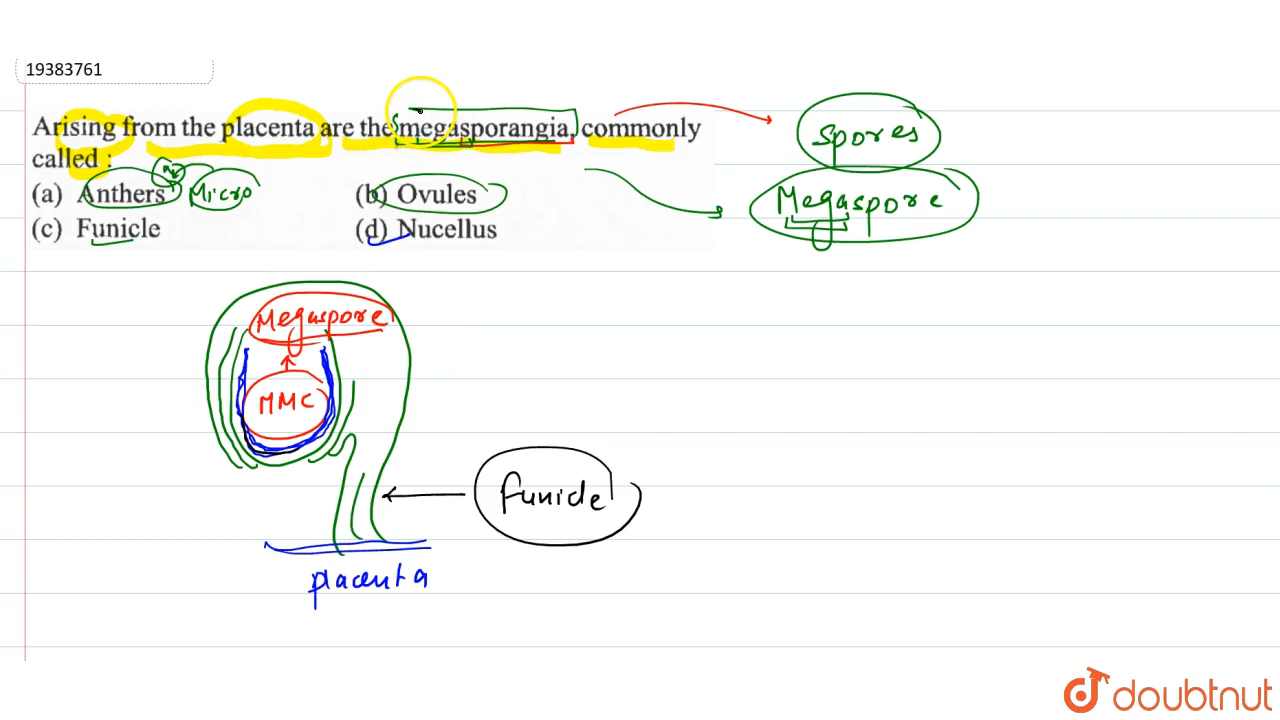 19383761
Arising from the placenta are the megasporangia, commonly
called :
(a) Anthers Micro (b) Ovules
(c) Funicle (d) Nucellus
Spores
Megaspore
Megaspore
MMC
funicle
placenta
doubtnut